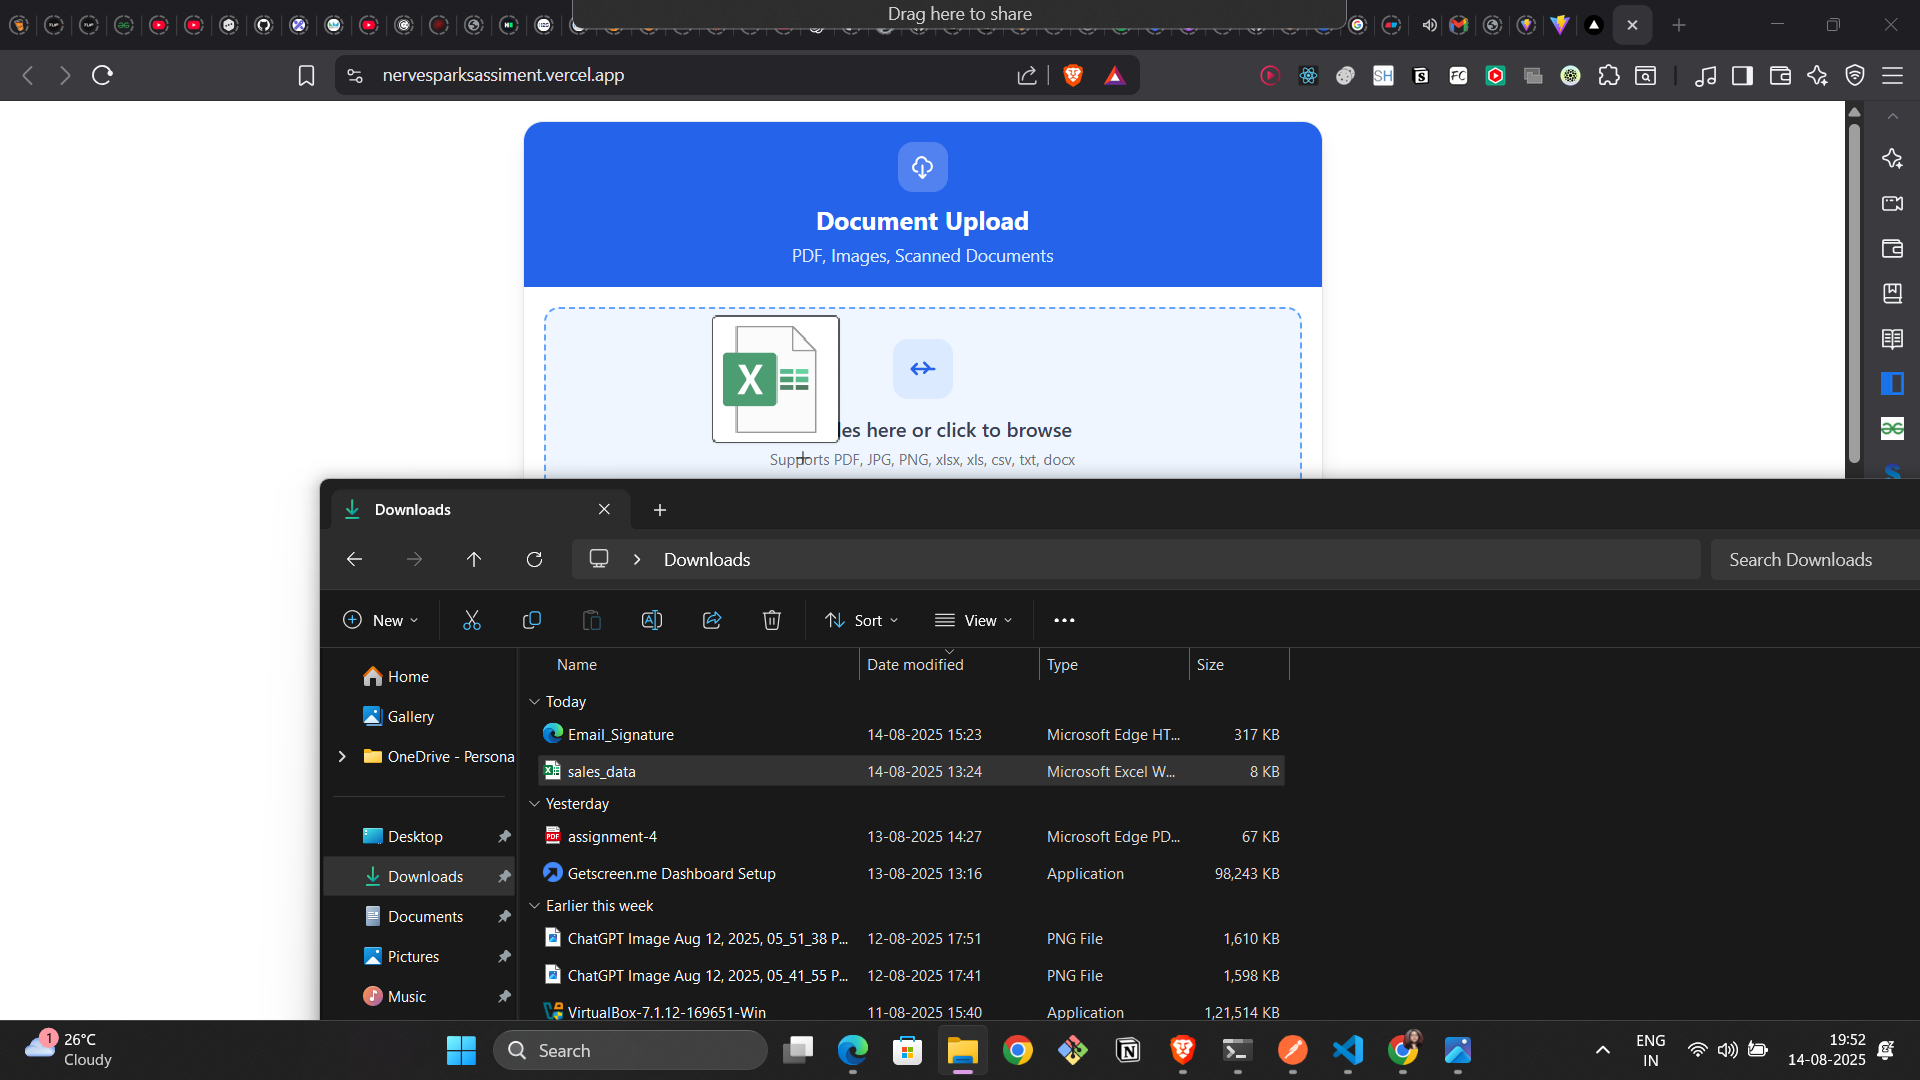 Drag here to share
nervesparksassiment.vercel.app
SH
FC
Document Upload
PDF, Images, Scanned Documents
X
les here or click to browse
Supports PDF, JPG, PNG, xlsx, xls, csv, txt, docx
Downloads
Downloads
Search Downloads
New
Sort
View
Name
Date modified
Type
Size
Home
Gallery
OneDrive - Persona
Desktop
Downloads
Documents
Pictures
Music
Today
Email_Signature 14-08-2025 15:23 Microsoft Edge HT... 317 KB
sales_data 14-08-2025 13:24 Microsoft Excel W... 8 KB
Yesterday
assignment-4 13-08-2025 14:27 Microsoft Edge PD... 67 KB
Getscreen.me Dashboard Setup 13-08-2025 13:16 Application 98,243 KB
Earlier this week
ChatGPT Image Aug 12, 2025, 05_51_38 P... 12-08-2025 17:51 PNG File 1,610 KB
ChatGPT Image Aug 12, 2025, 05_41_55 P... 12-08-2025 17:41 PNG File 1,598 KB
VirtualBox-7.1.12-169651-Win 11-08-2025 15:40 Application 1,21,514 KB
1
26°C
Cloudy
Search
ENG
IN
19:52
14-08-2025